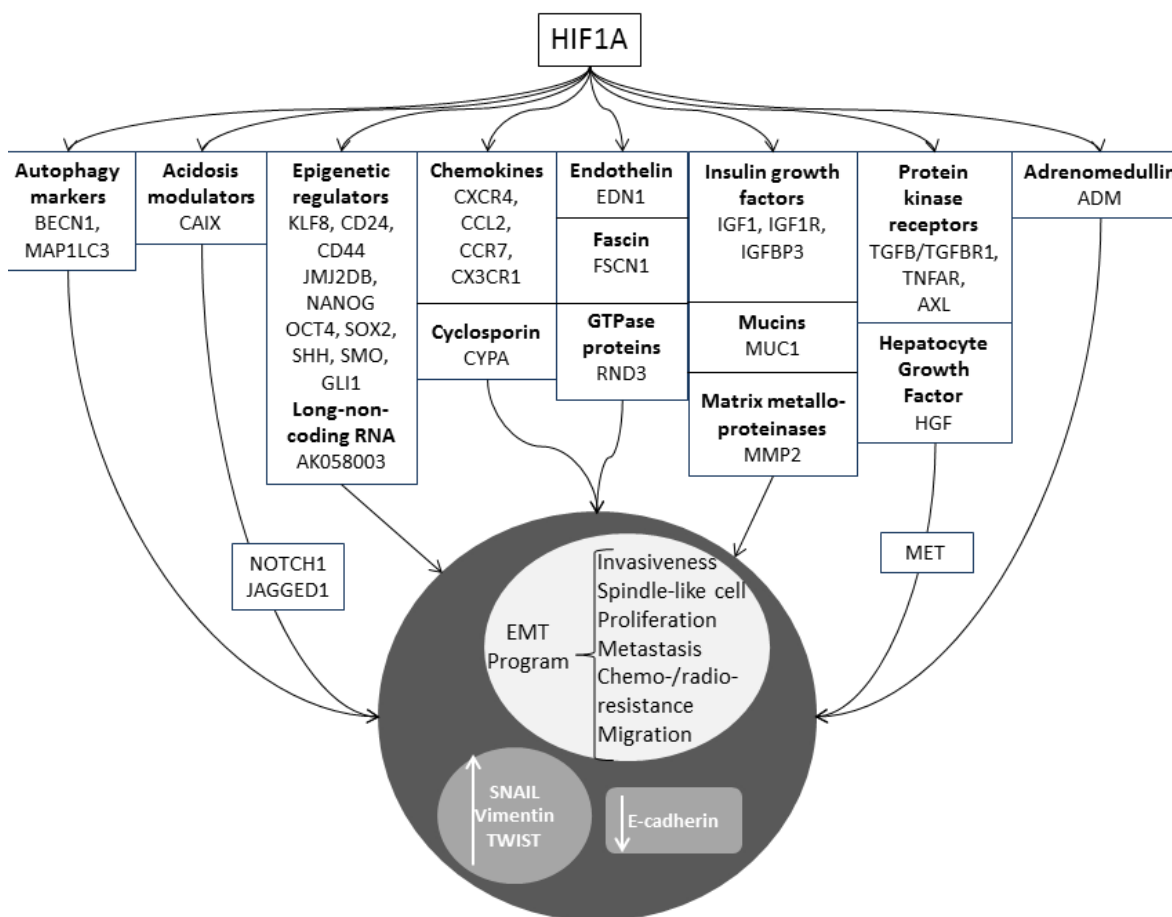 HIF1A
Autophagy
markers
BECN1,
MAP1LC3
Acidosis
modulators
CAIX
Epigenetic
regulators
KLF8, CD24,
CD44
JMJ2DB,
NANOG
OCT4, SOX2,
SHH, SMO,
GLI1
Long-non-
coding RNA
AK058003
Chemokines
CXCR4,
CCL2,
CCR7,
CX3CR1
Cyclosporin
CYPA
Endothelin
EDN1
Fascin
FSCN1
GTPase
proteins
RND3
Insulin growth
factors
IGF1, IGF1R,
IGFBP3
Mucins
MUC1
Matrix metallo-
proteinases
MMP2
Protein
kinase
receptors
TGFB/TGFBR1,
TNFAR,
AXL
Hepatocyte
Growth
Factor
HGF
Adrenomedullin
ADM
NOTCH1
JAGGED1
MET
EMT
Program
Invasiveness
Spindle-like cell
Proliferation
Metastasis
Chemo-/radio-
resistance
Migration
SNAIL
Vimentin
TWIST
E-cadherin